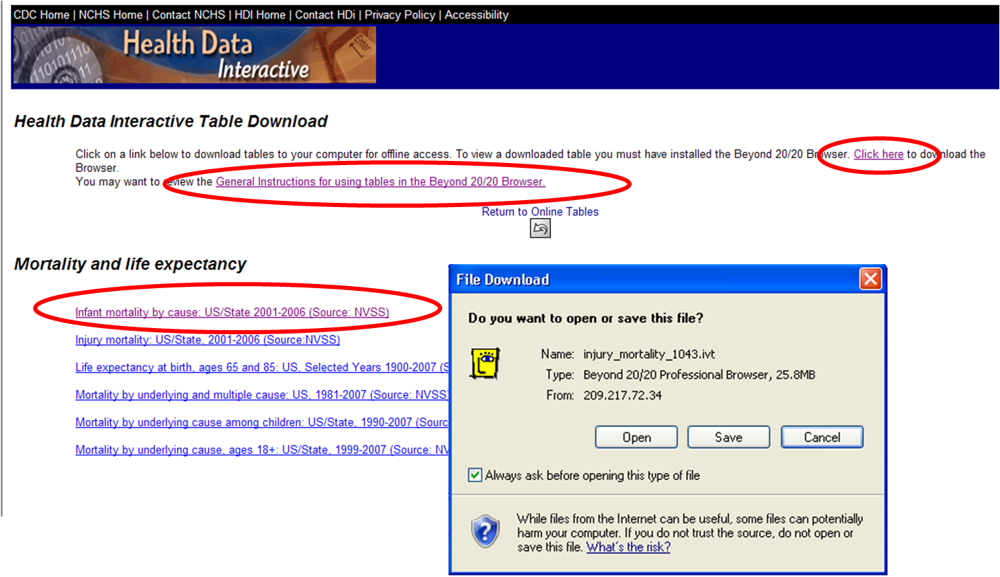 CDC Home | NCHS Home | Contact NCHS | HDI Home | Contact HDi | Privacy Policy | Accessibility
Health Data
Interactive
Health Data Interactive Table Download
Click on a link below to download tables to your computer for offline access. To view a downloaded table you must have installed the Beyond 20/20 Browser. Click here to download the
Browser.
You may want to review the General Instructions for using tables in the Beyond 20/20 Browser.
Return to Online Tables
Mortality and life expectancy
Infant mortality by cause: US/State 2001-2006 (Source: NVSS)
Injury mortality: US/State, 2001-2006 (Source:NVSS)
Life expectancy at birth, ages 65 and 85: US, Selected Years 1900-2007 (S
Mortality by underlying and multiple cause: US, 1981-2007 (Source: NVSS)
Mortality by underlying cause among children: US/State, 1990-2007 (Sourc
Mortality by underlying cause, ages 18+: US/State, 1999-2007 (Source: NV
File Download
Do you want to open or save this file?
Name: injury_mortality_1043.ivt
Type: Beyond 20/20 Professional Browser, 25.8MB
From: 209.217.72.34
Open Save Cancel
Always ask before opening this type of file
While files from the Internet can be useful, some files can potentially
harm your computer. If you do not trust the source, do not open or
save this file. What's the risk?